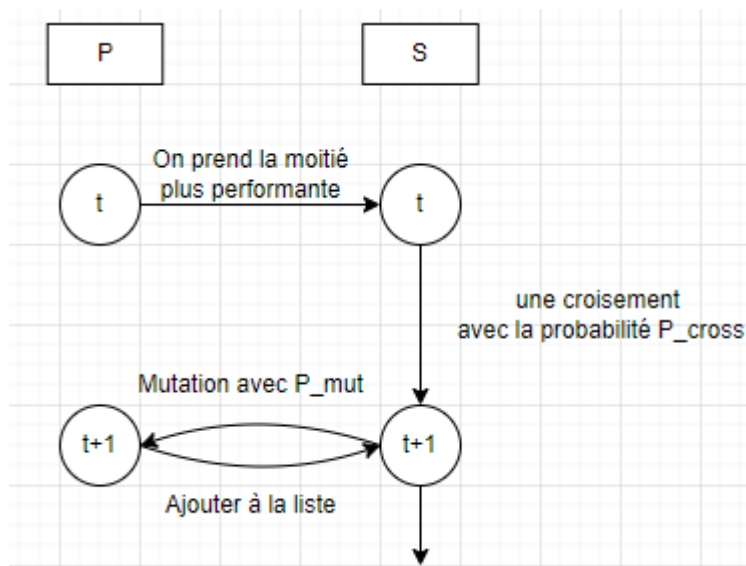 P
S
On prend la moitié
plus performante
t
t
une croisement
avec la probabilité P_cross
Mutation avec P_mut
t+1
t+1
Ajouter à la liste